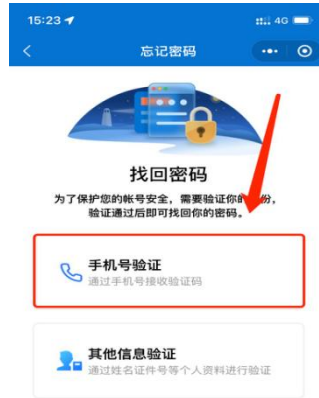 15:23 4G
忘记密码
找回密码
为了保护您的帐号安全，需要验证你的 份，
验证通过后即可找回你的密码。
手机号验证
通过手机号接收验证码
其他信息验证
通过姓名证件号等个人资料进行验证